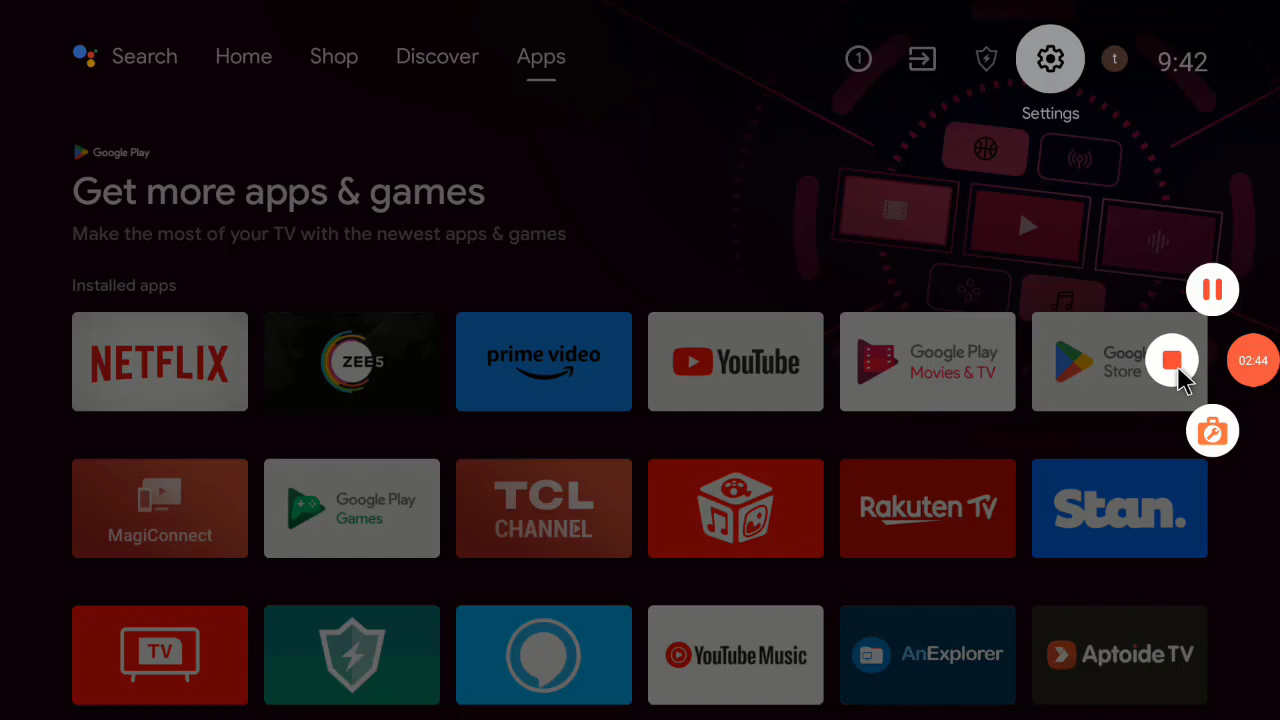 Search Home Shop Discover Apps 1 t 9:42
Settings
Google Play
Get more apps & games
Make the most of your TV with the newest apps & games
Installed apps
NETFLIX ZEE5 prime video YouTube Google Play Movies & TV Store 02:44
MagiConnect Google Play Games TCL CHANNEL Rakuten TV Stan.
TV YouTube Music AnExplorer Aptoide TV